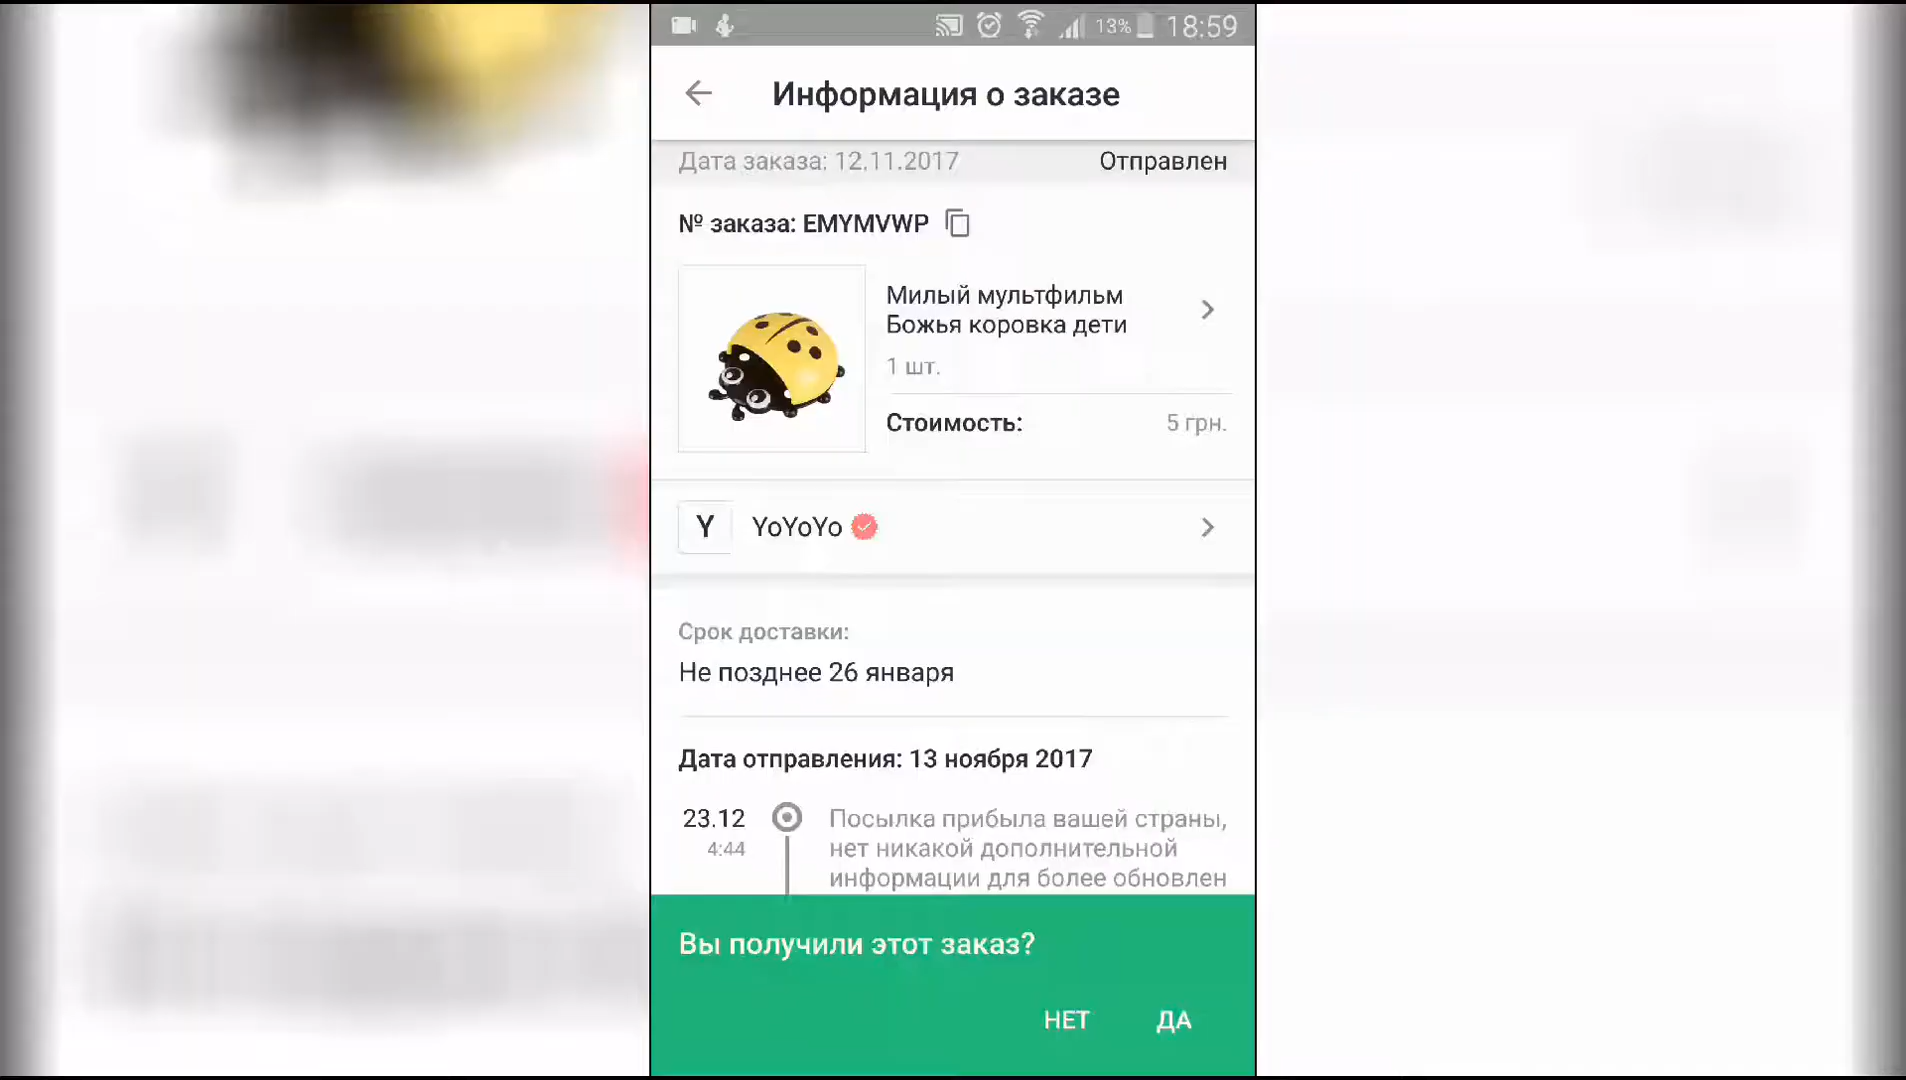 13% 18:59
Информация о заказе
Дата заказа: 12.11.2017 Отправлен
№ заказа: EMYMVWP
Милый мультфильм
Божья коровка дети
1 шт.
Стоимость: 5 грн.
Y YoYoYo
Срок доставки:
Не позднее 26 января
Дата отправления: 13 ноября 2017
23.12 Посылка прибыла вашей страны,
4:44 нет никакой дополнительной
информации для более обновлен
Вы получили этот заказ?
НЕТ ДА